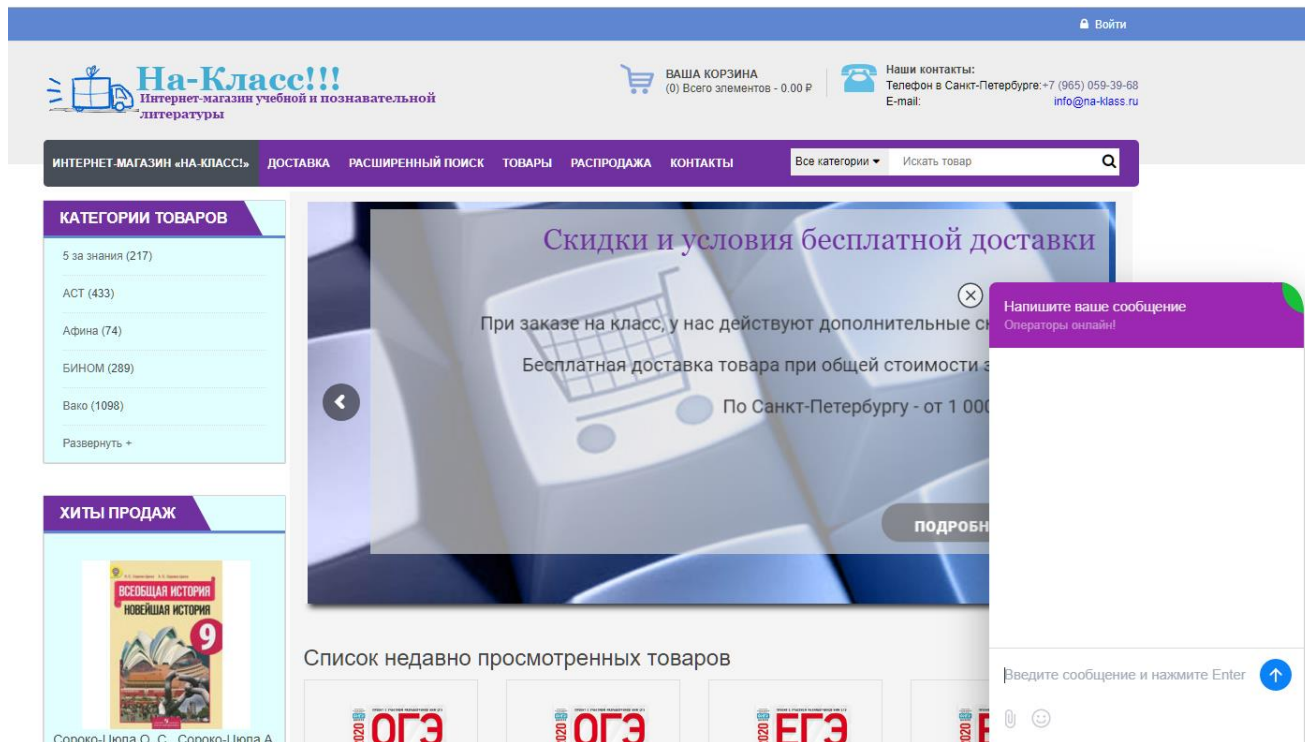 Войти
На-Класс!!!
Интернет-магазин учебной и познавательной
литературы
ВАША КОРЗИНА
(0) Всего элементов - 0.00 ₽
Наши контакты:
Телефон в Санкт-Петербурге:+7 (965) 059-39-68
E-mail: info@na-klass.ru
ИНТЕРНЕТ-МАГАЗИН «НА-КЛАСС!» ДОСТАВКА РАСШИРЕННЫЙ ПОИСК ТОВАРЫ РАСПРОДАЖА КОНТАКТЫ Все категории Искать товар
КАТЕГОРИИ ТОВАРОВ
5 за знания (217)
АСТ (433)
Афина (74)
БИНОМ (289)
Вако (1098)
Развернуть +
ХИТЫ ПРОДАЖ
ВСЕОБЩАЯ ИСТОРИЯ
НОВЕЙШАЯ ИСТОРИЯ
9
Сороко-Цюпа О. С., Сороко-Цюпа А.
Скидки и условия бесплатной доставки
При заказе на класс, у нас действуют дополнительные
Бесплатная доставка товара при общей стоимости
По Санкт-Петербургу - от 1 000
ПОДРОБН
Список недавно просмотренных товаров
2020 ОГЭ
2020 ОГЭ
2020 ЕГЭ
2020
Напишите ваше сообщение
Операторы онлайн!
Введите сообщение и нажмите Enter